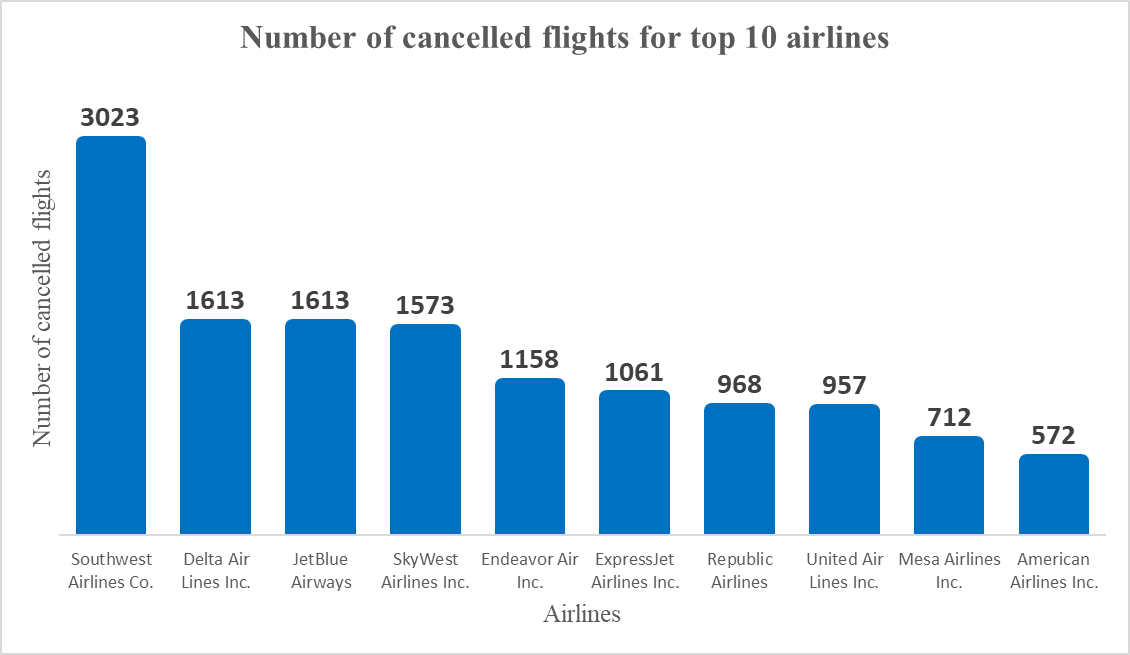 Number of cancelled flights for top 10 airlines
Number of cancelled flights
3023
1613
1613
1573
1158
1061
968
957
712
572
Southwest
Airlines Co.
Delta Air
Lines Inc.
JetBlue
Airways
SkyWest
Airlines Inc.
Endeavor Air
Inc.
ExpressJet
Airlines Inc.
Republic
Airlines
United Air
Lines Inc.
Mesa Airlines
Inc.
American
Airlines Inc.
Airlines